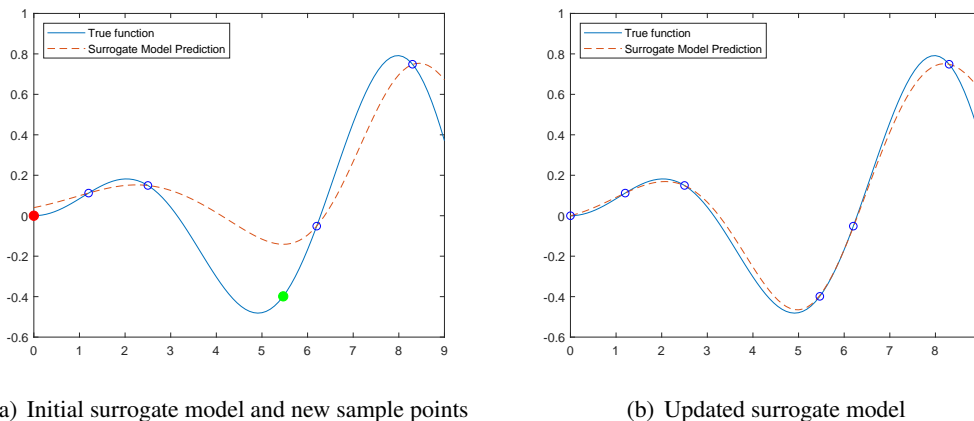 1
True function
Surrogate Model Prediction
0.8
0.6
0.4
0.2
0
-0.2
-0.4
-0.6
0 1 2 3 4 5 6 7 8 9
1
True function
Surrogate Model Prediction
0.8
0.6
0.4
0.2
0
-0.2
-0.4
-0.6
0 1 2 3 4 5 6 7 8
a) Initial surrogate model and new sample points
(b) Updated surrogate model